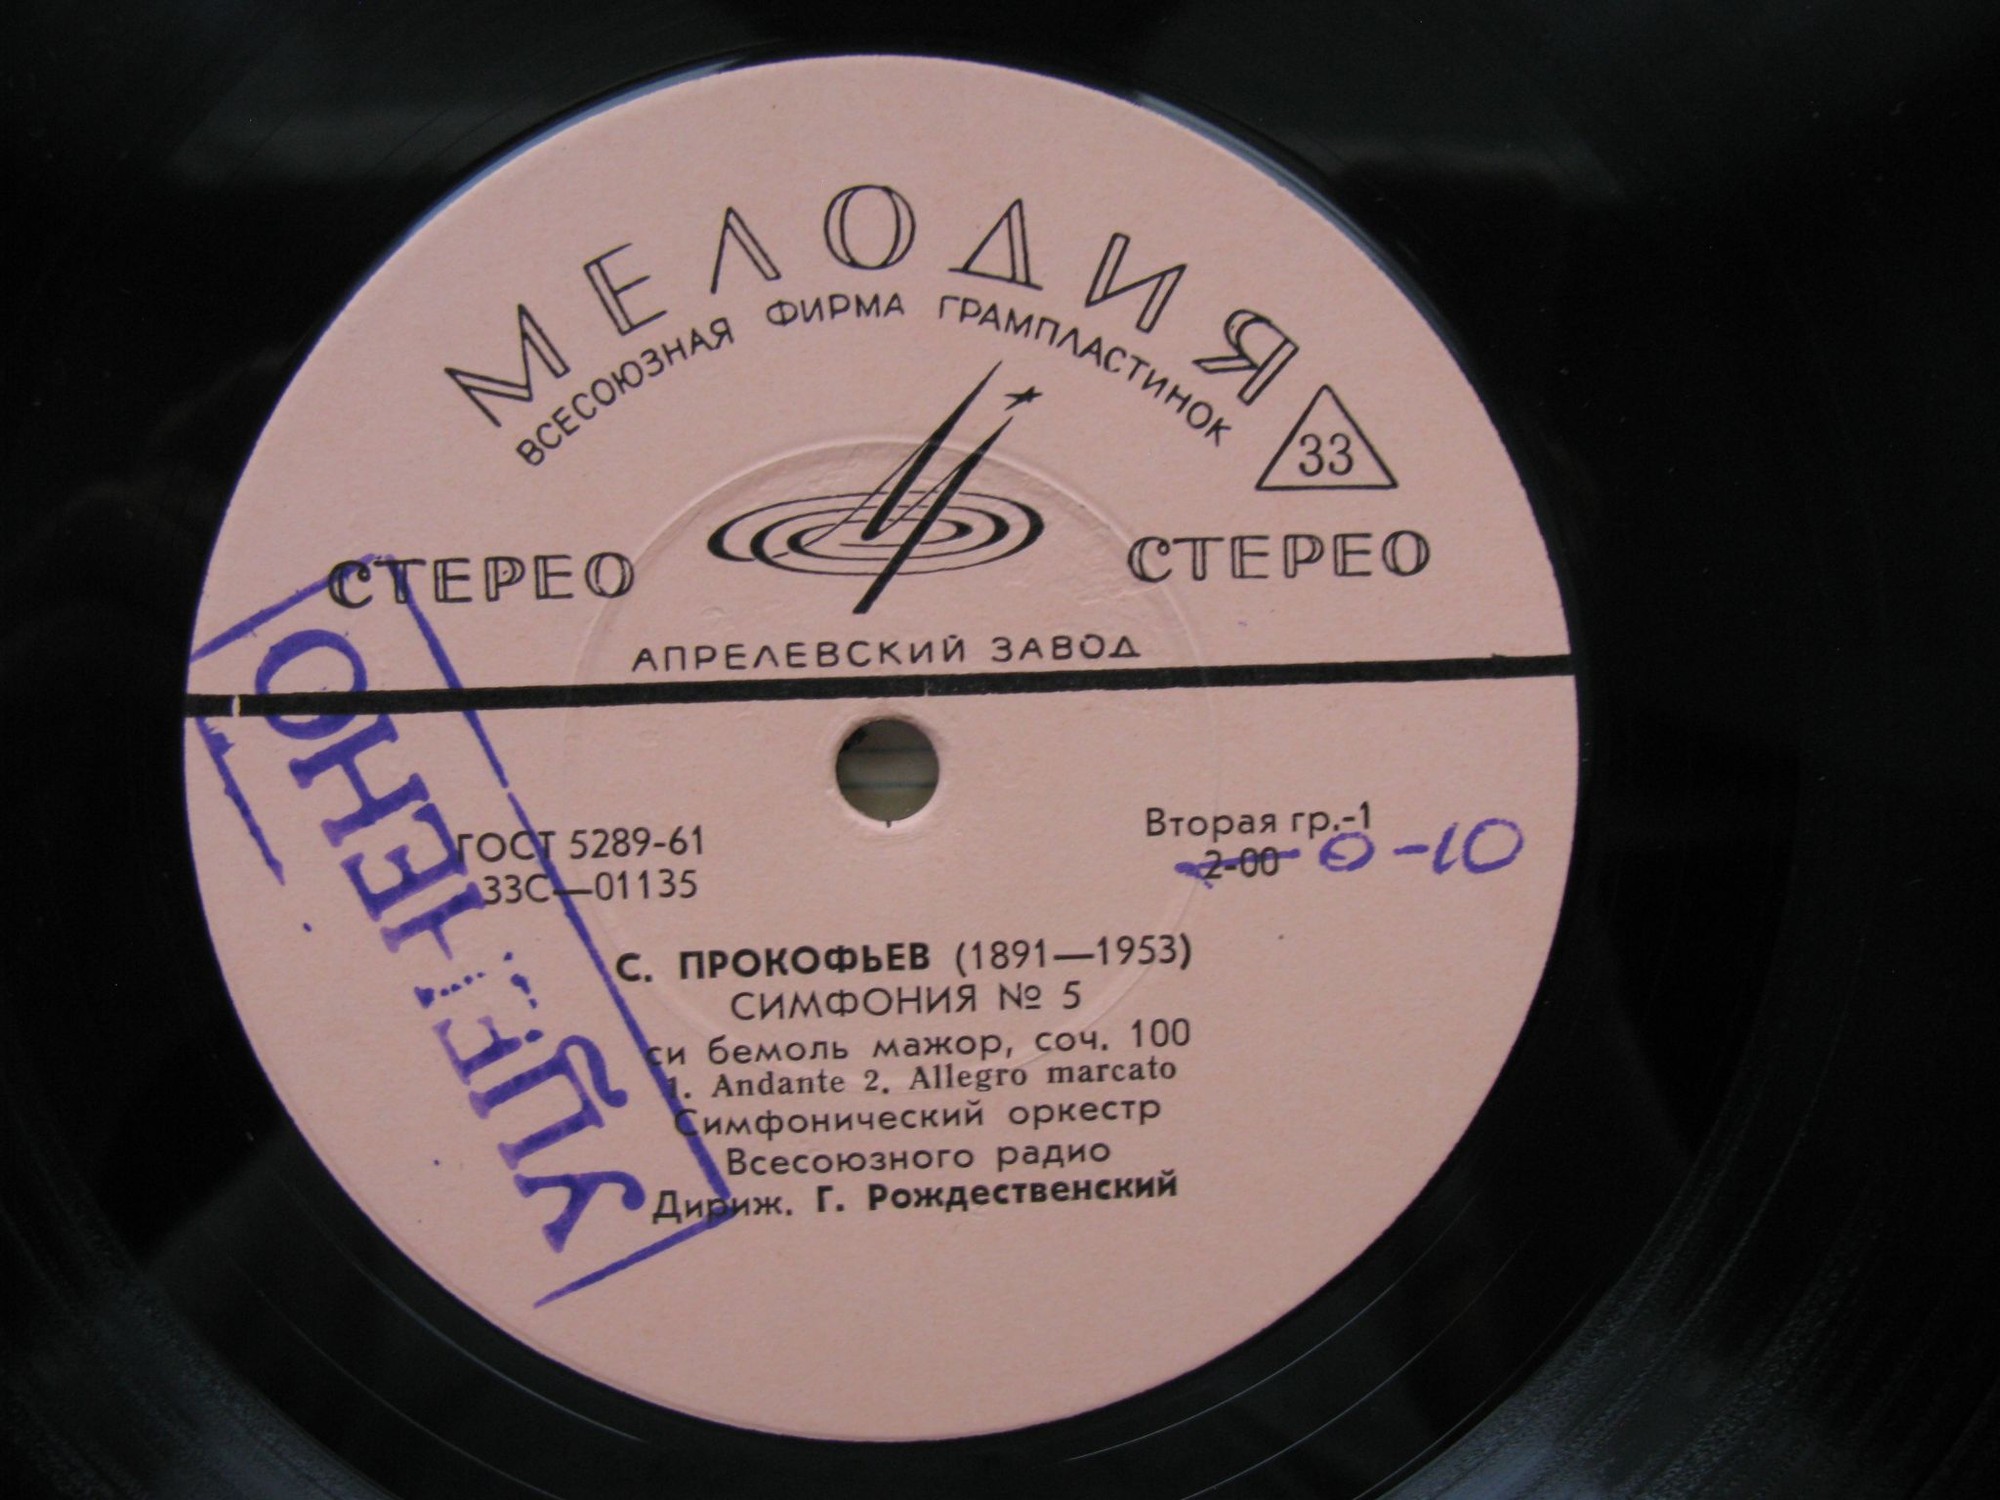 МЕЛОДИЯ
ВСЕСОЮЗНАЯ ФИРМА ГРАМПЛАСТИНОК
33
СТЕРЕО СТЕРЕО
АПРЕЛЕВСКИЙ ЗАВОД
УЦЕНЕНО
ГОСТ 5289-61
33С—01135
Вторая гр.-1
2-00 0-10
С. ПРОКОФЬЕВ (1891—1953)
СИМФОНИЯ № 5
си бемоль мажор, соч. 100
1. Andante 2. Allegro marcato
Симфонический оркестр
Всесоюзного радио
Дириж. Г. Рождественский